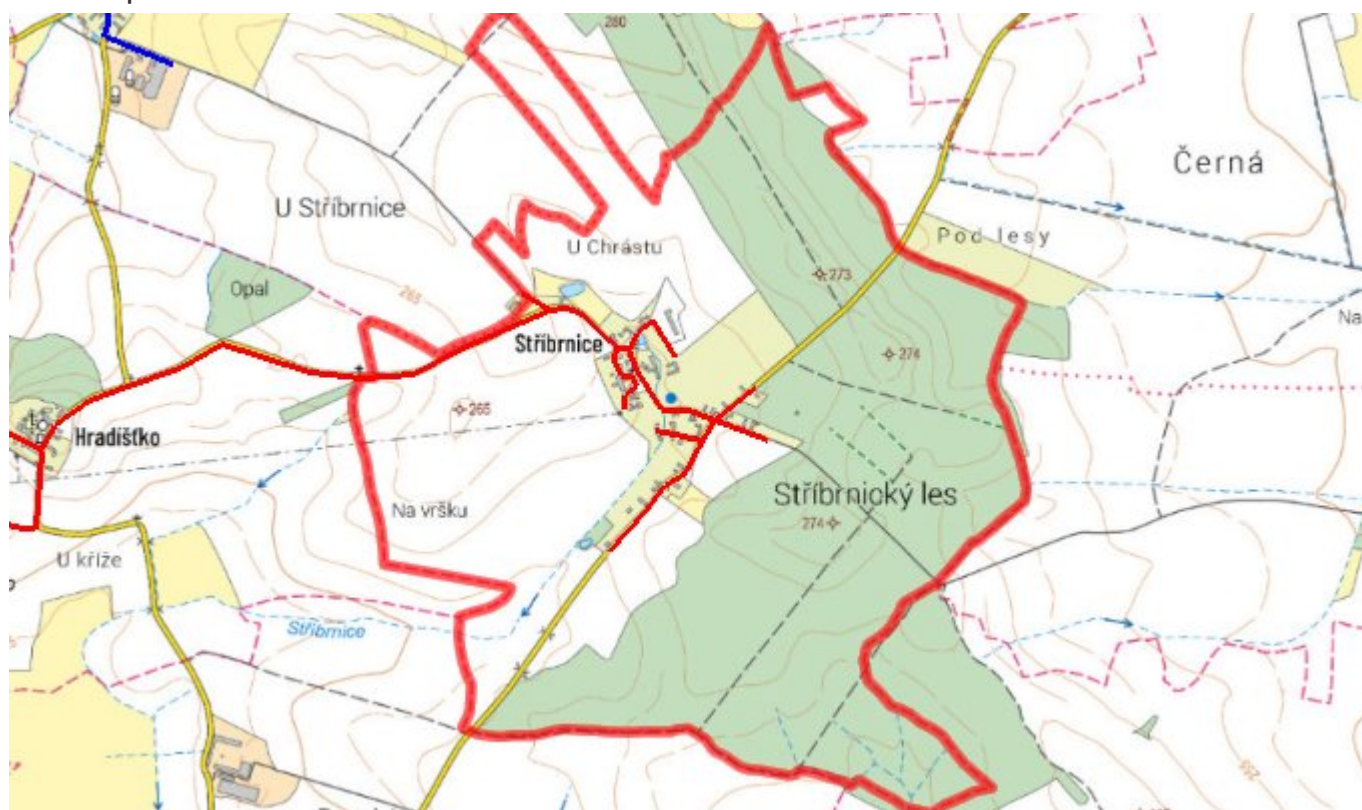 280
Černá
U Stříbrnice
Pod lesy
U Chrástu
273
Opal
265
Na
Stříbrnice
274
265
Hradišťko
Stříbrnický les
Na vršku
274
U kříže
Stříbrnice
255